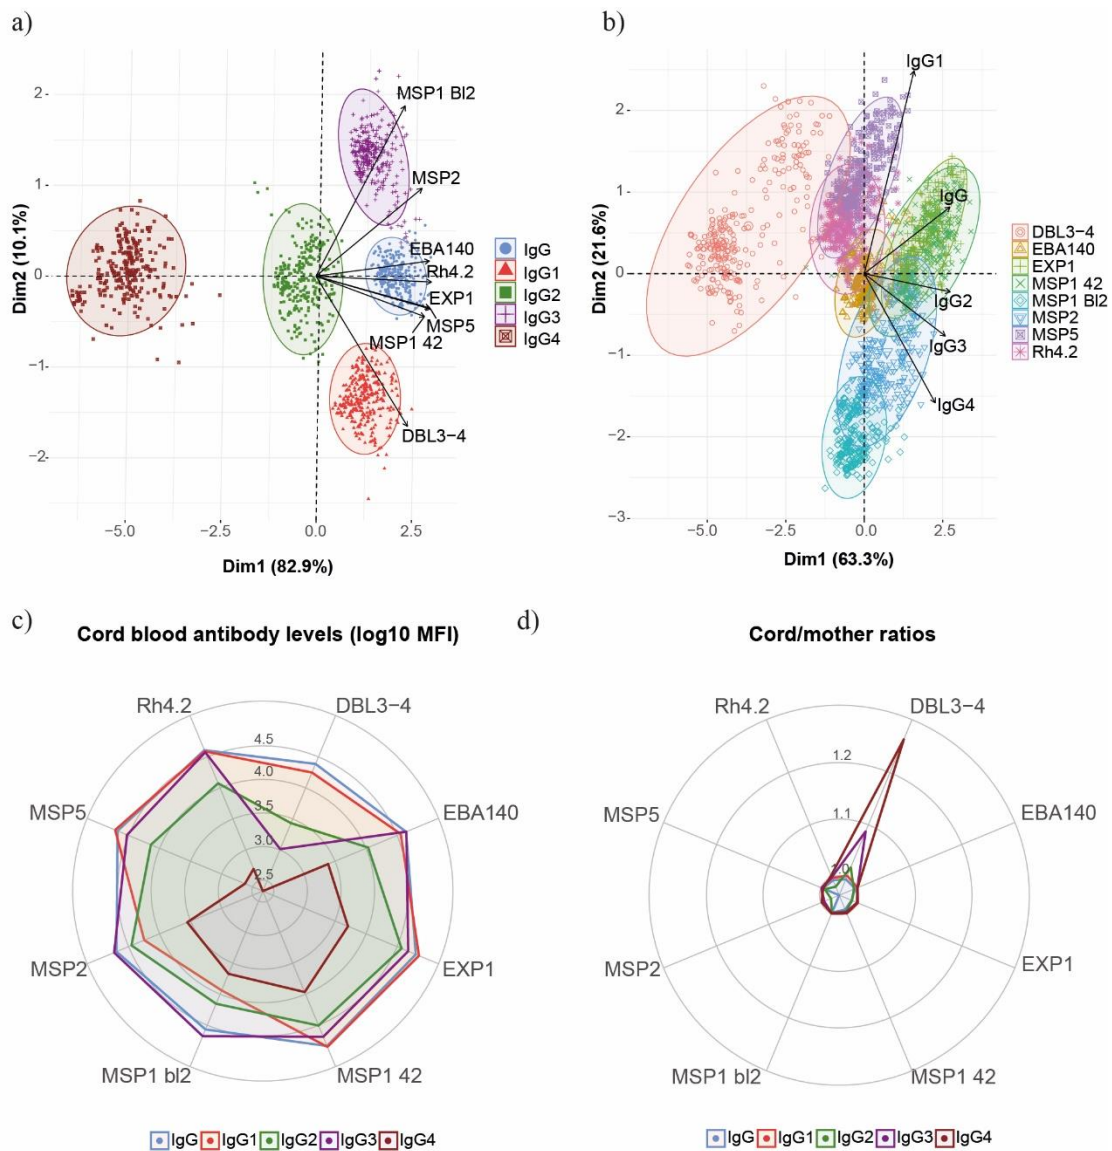 a)
2
1
0
−1
−2
Dim2 (10.1%)
MSP1 Bl2
MSP2
EBA140
Rh4.2
EXP1
MSP5
MSP1 42
DBL3−4
−5.0
−2.5
0.0
2.5
Dim1 (82.9%)
IgG
IgG1
IgG2
IgG3
IgG4
b)
2
1
0
−1
−2
−3
Dim2 (21.6%)
IgG1
IgG
IgG2
IgG3
IgG4
−5.0
−2.5
0.0
2.5
Dim1 (63.3%)
DBL3−4
EBA140
EXP1
MSP1 42
MSP1 Bl2
MSP2
MSP5
Rh4.2
c)
Cord blood antibody levels (log10 MFI)
Rh4.2
DBL3−4
MSP5
EBA140
4.5
4.0
3.5
3.0
2.5
MSP2
EXP1
MSP1 bl2
MSP1 42
IgG
IgG1
IgG2
IgG3
IgG4
d)
Cord/mother ratios
Rh4.2
DBL3−4
MSP5
EBA140
1.2
1.1
1.0
MSP2
EXP1
MSP1 bl2
MSP1 42
IgG
IgG1
IgG2
IgG3
IgG4